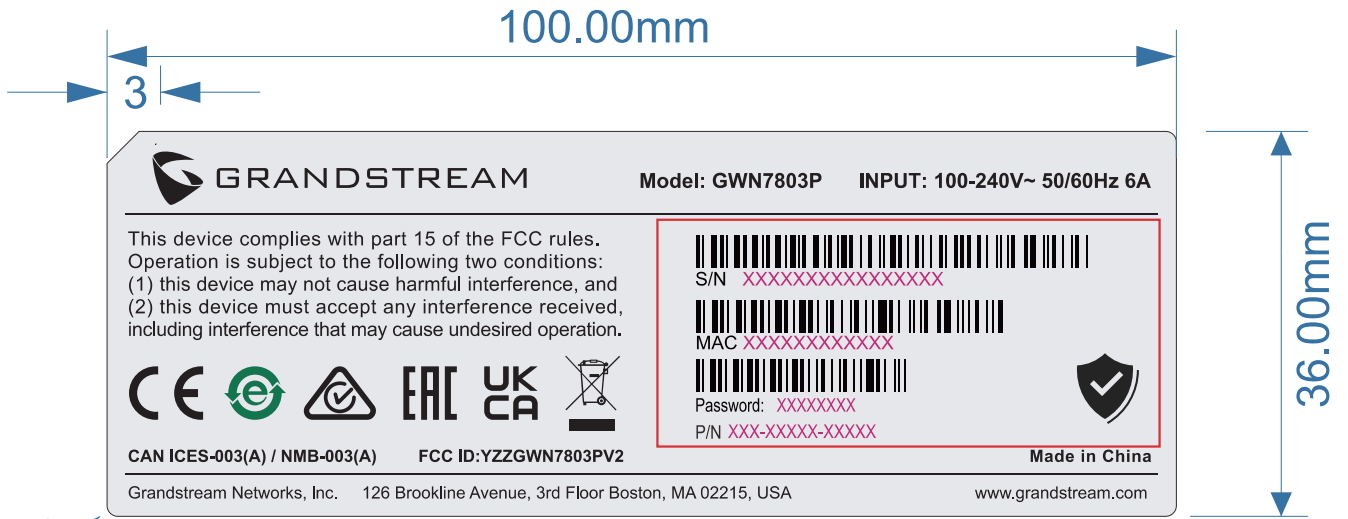 100.00mm
3
GRANDSTREAM
Model: GWN7803P INPUT: 100-240V~ 50/60Hz 6A
This device complies with part 15 of the FCC rules.
Operation is subject to the following two conditions:
(1) this device may not cause harmful interference, and
(2) this device must accept any interference received,
including interference that may cause undesired operation.
CE e EAC UK CA
CAN ICES-003(A) / NMB-003(A) FCC ID:YZZGWN7803PV2
S/N XXXXXXXXXXXXXXXX
MAC XXXXXXXXXXXX
Password: XXXXXXXX
P/N XXX-XXXXX-XXXXX
Made in China
Grandstream Networks, Inc. 126 Brookline Avenue, 3rd Floor Boston, MA 02215, USA www.grandstream.com
36.00mm